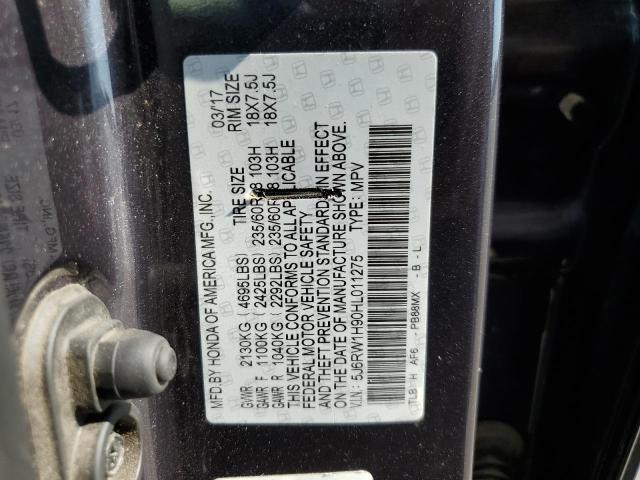 MFD.BY HONDA OF AMERICA MFG., INC. 03/17
TIRE SIZE RIM SIZE
GVWR 2130KG ( 4695LBS)
GAWR F 1100KG ( 2425LBS) 235/60R18 103H 18X7.5J
GAWR R 1040KG ( 2292LBS) 235/60R18 103H 18X7.5J
THIS VEHICLE CONFORMS TO ALL APPLICABLE
FEDERAL MOTOR VEHICLE SAFETY
AND THEFT PREVENTION STANDARDS IN EFFECT
ON THE DATE OF MANUFACTURE SHOWN ABOVE.
V.I.N.: 5J6RW1H90HL011275 TYPE: MPV
TLB H AF6 - PB88MX - B - L